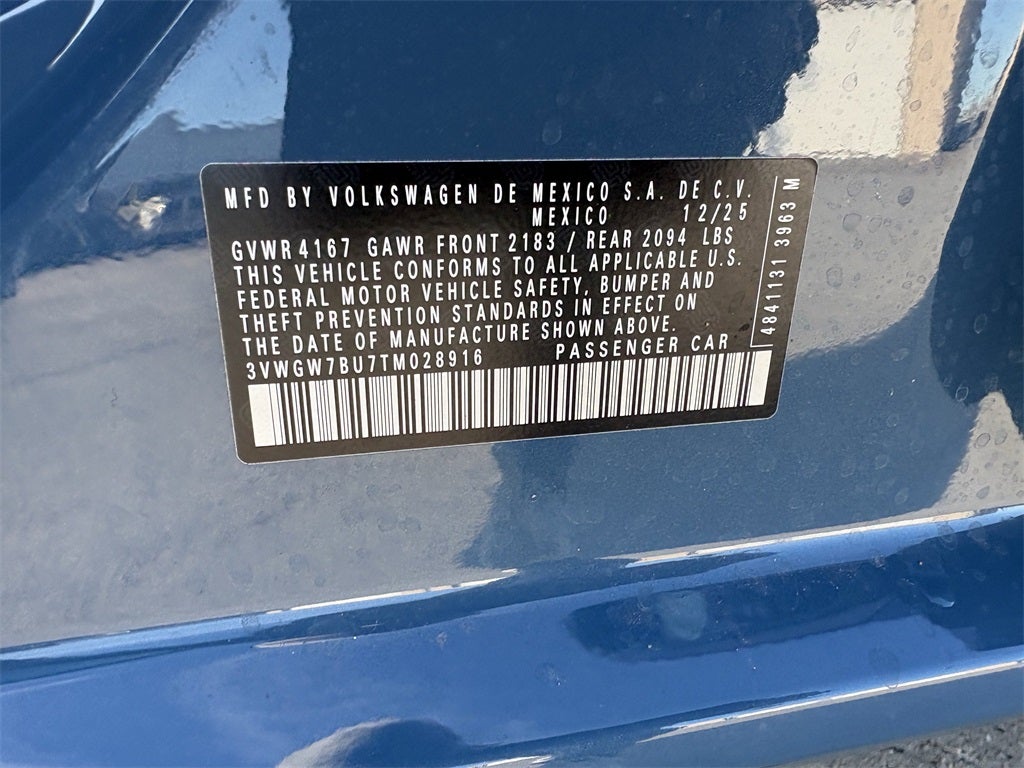 MFD BY VOLKSWAGEN DE MEXICO S.A. DE C.V.
MEXICO 12/25
GVWR 4167 GAWR FRONT 2183 / REAR 2094 LBS
THIS VEHICLE CONFORMS TO ALL APPLICABLE U.S.
FEDERAL MOTOR VEHICLE SAFETY, BUMPER AND
THEFT PREVENTION STANDARDS IN EFFECT ON
THE DATE OF MANUFACTURE SHOWN ABOVE.
3VWGW7BU7TM028916 PASSENGER CAR
4841131 3963 M